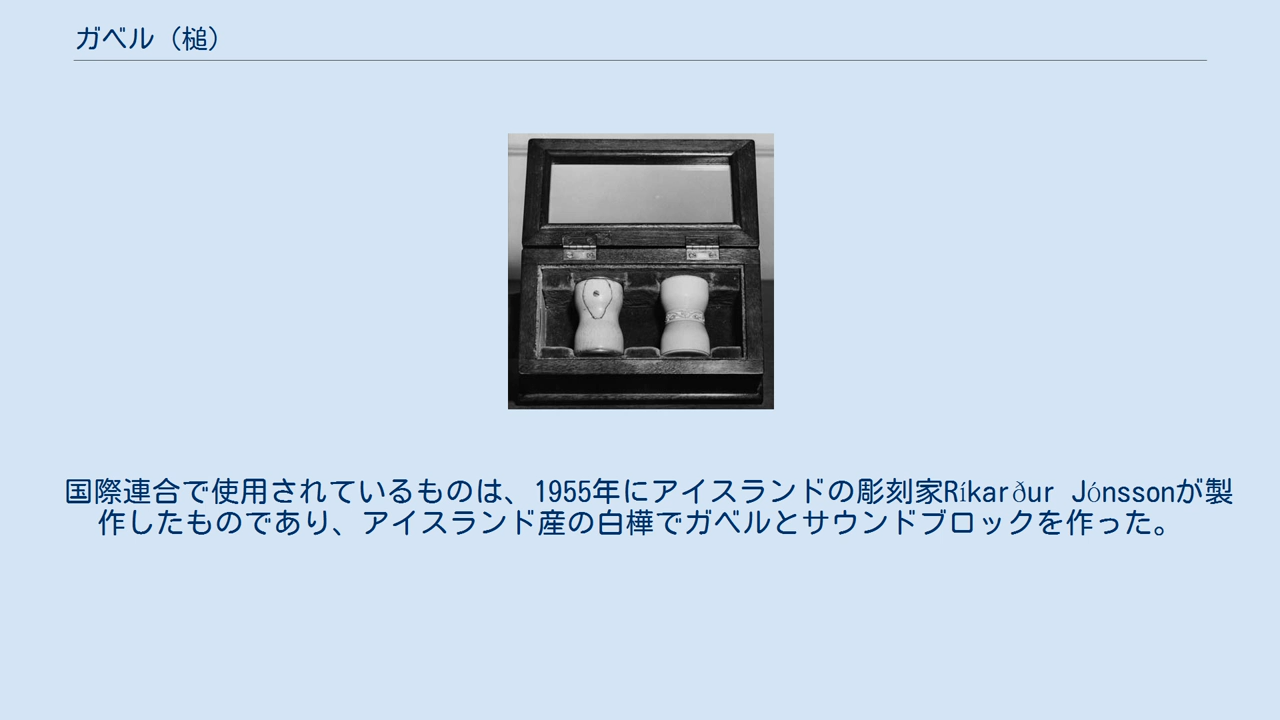 ガベル（槌）
国際連合で使用されているものは、1955年にアイスランドの彫刻家Ríkarður Jónssonが製
作したものであり、アイスランド産の白樺でガベルとサウンドブロックを作った。